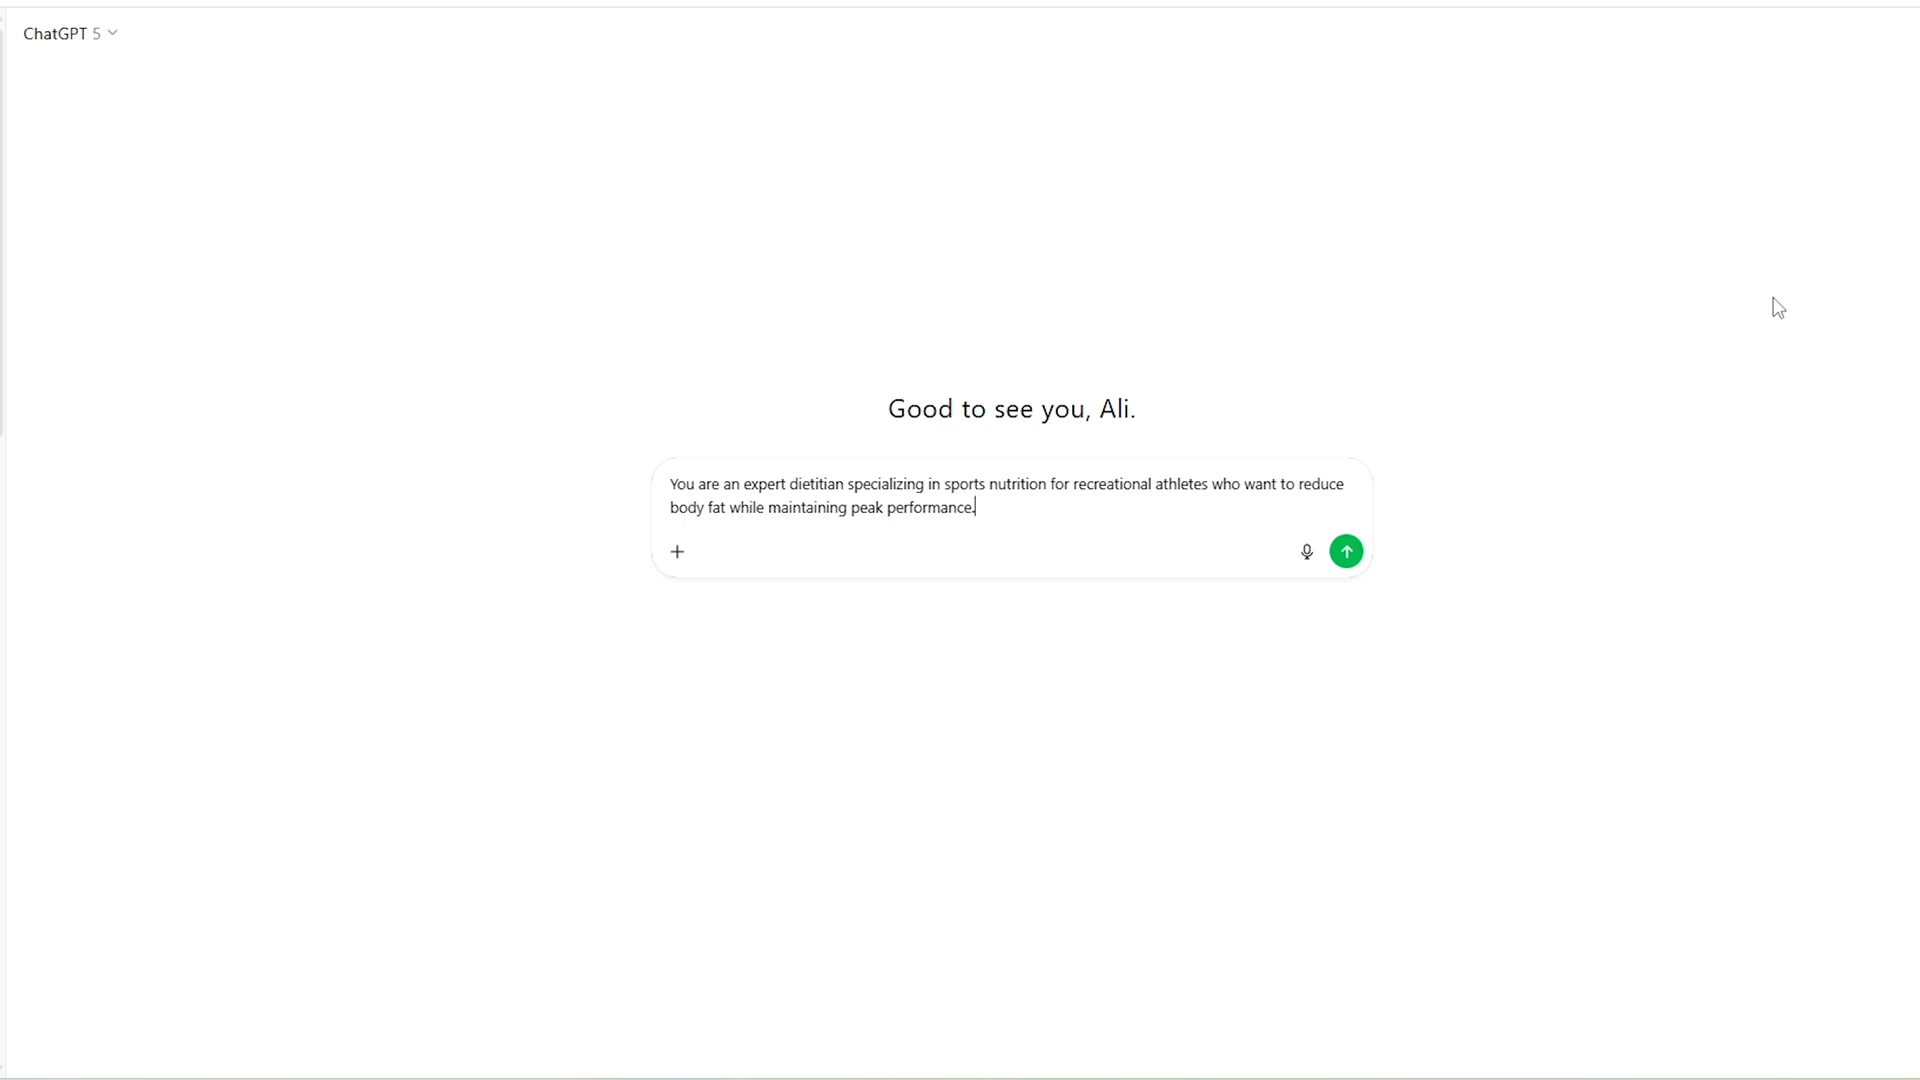 ChatGPT 5
Good to see you, Ali.
You are an expert dietitian specializing in sports nutrition for recreational athletes who want to reduce
body fat while maintaining peak performance.